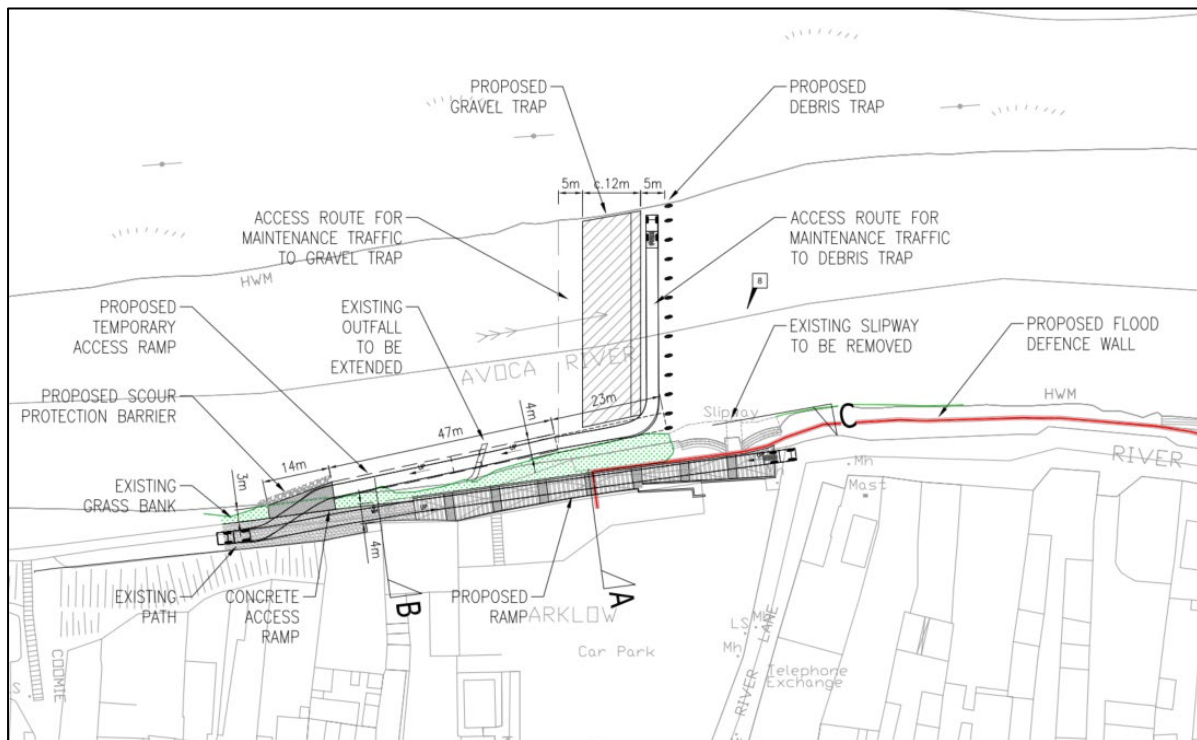 PROPOSED
GRAVEL TRAP
PROPOSED
DEBRIS TRAP
5m
c.12m
5m
ACCESS ROUTE FOR
MAINTENANCE TRAFFIC
TO GRAVEL TRAP
ACCESS ROUTE FOR
MAINTENANCE TRAFFIC
TO DEBRIS TRAP
HWM
8
PROPOSED
TEMPORARY
ACCESS RAMP
EXISTING
OUTFALL
TO BE
EXTENDED
EXISTING SLIPWAY
TO BE REMOVED
PROPOSED FLOOD
DEFENCE WALL
AVOCA RIVER
PROPOSED SCOUR
PROTECTION BARRIER
23m
HWM
4m
Slipway
C
47m
14m
3m
RIVER
EXISTING
GRASS BANK
Mh
Mast
4m
EXISTING
PATH
CONCRETE
ACCESS
RAMP
B
PROPOSED
RAMP
A
ARKLOW
Car Park
LS
Mh
Mh
RIVER LANE
Telephone
Exchange
COOMIE